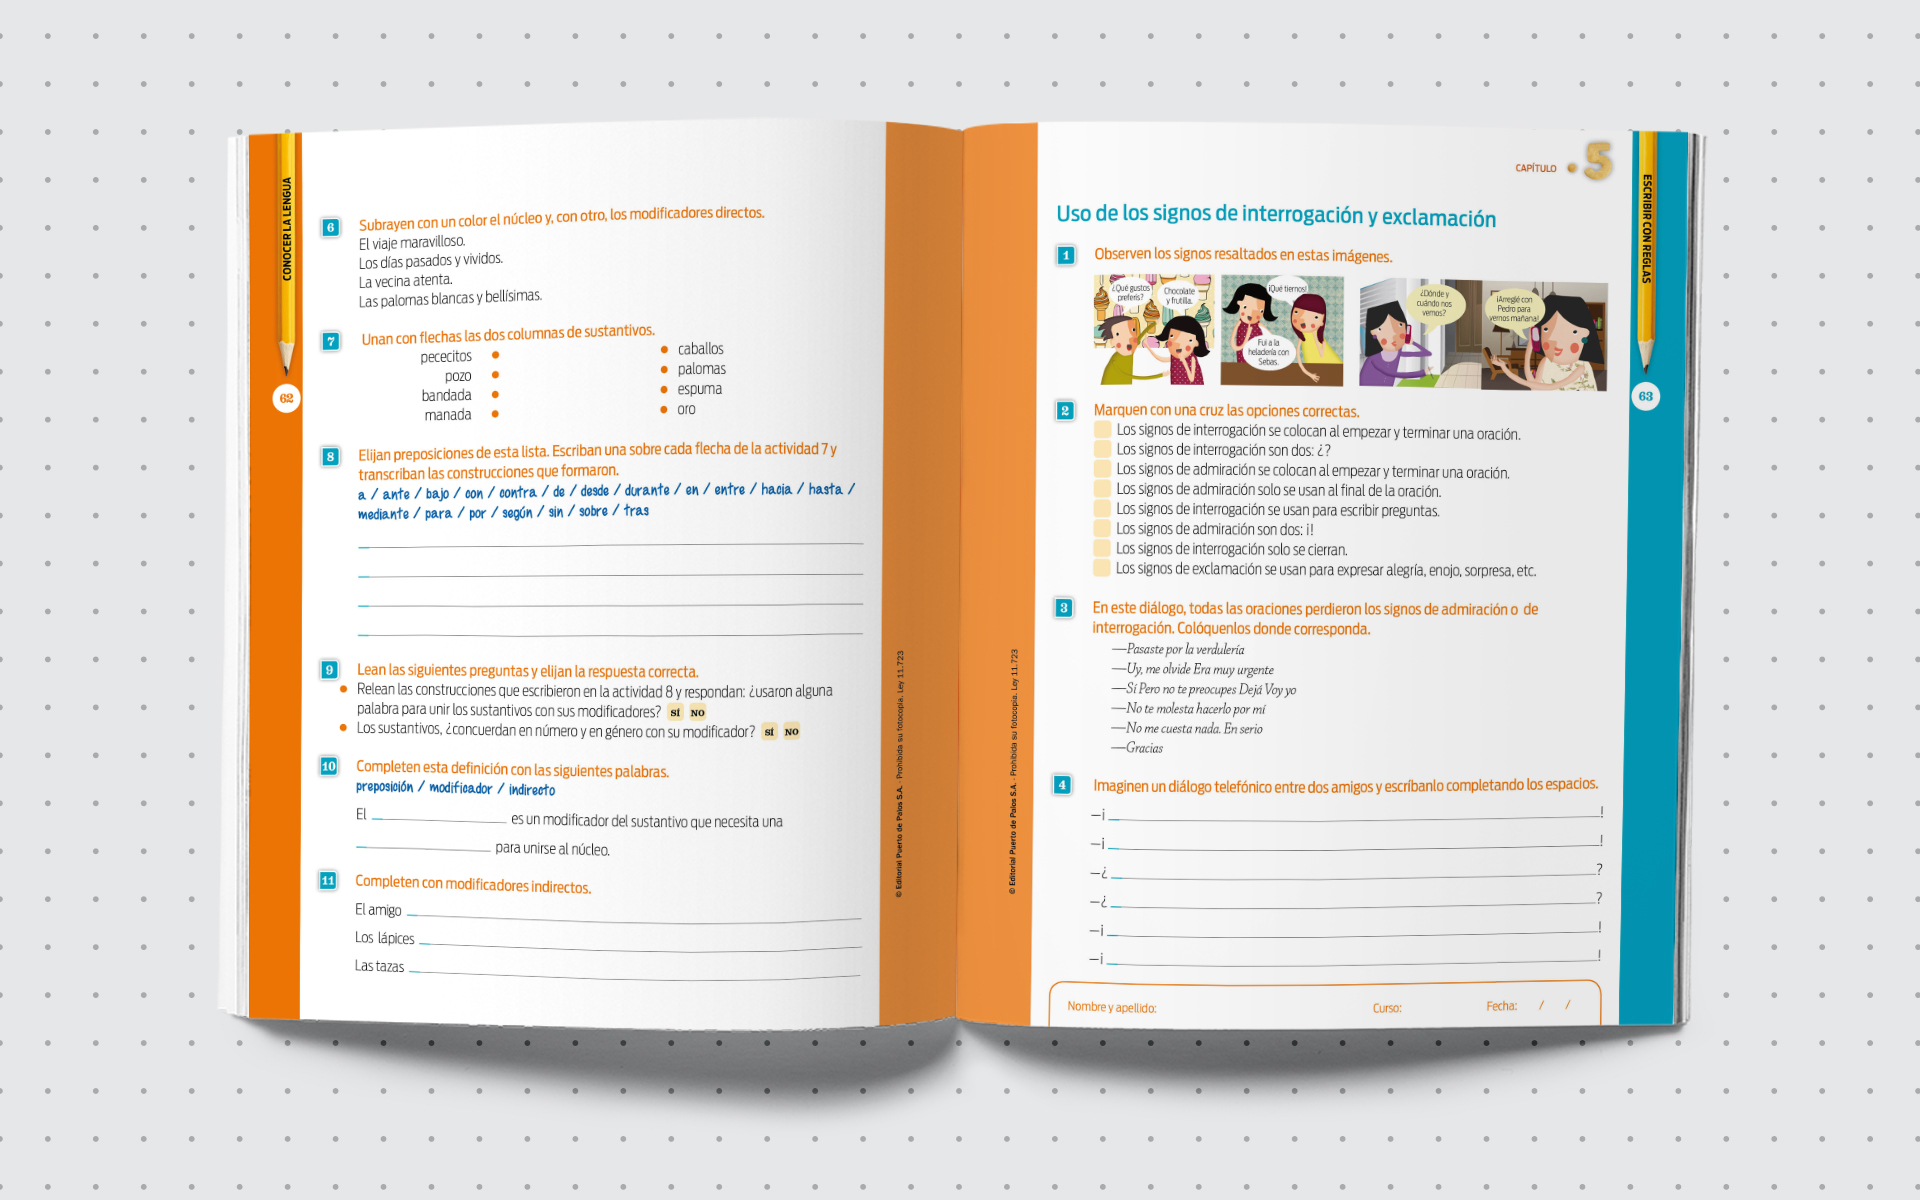 CONOCER LA LENGUA
62
6 Subrayen con un color el núcleo y, con otro, los modificadores directos.
El viaje maravilloso.
Los días pasados y vividos.
La vecina atenta.
Las palomas blancas y bellísimas.
7 Unan con flechas las dos columnas de sustantivos.
pececitos • • caballos
pozo • • palomas
bandada • • espuma
manada • • oro
8 Elijan preposiciones de esta lista. Escriban una sobre cada flecha de la actividad 7 y
transcriban las construcciones que formaron.
a / ante / bajo / con / contra / de / desde / durante / en / entre / hacia / hasta /
mediante / para / por / según / sin / sobre / tras
9 Lean las siguientes preguntas y elijan la respuesta correcta.
• Relean las construcciones que escribieron en la actividad 8 y respondan: ¿usaron alguna
palabra para unir los sustantivos con sus modificadores? SÍ NO
• Los sustantivos, ¿concuerdan en número y en género con su modificador? SÍ NO
10 Completen esta definición con las siguientes palabras.
preposición / modificador / indirecto
El ____ es un modificador del sustantivo que necesita una
____ para unirse al núcleo.
11 Completen con modificadores indirectos.
El amigo
Los lápices
Las tazas
© Editorial Puerto de Palos S.A. - Prohibida su fotocopia. Ley 11.723
© Editorial Puerto de Palos S.A. - Prohibida su fotocopia. Ley 11.723
CAPÍTULO • 5
ESCRIBIR CON REGLAS
63
Uso de los signos de interrogación y exclamación
1 Observen los signos resaltados en estas imágenes.
¿Qué gustos
preferís?
Chocolate
y frutilla.
¡Qué tiernos!
Fui a la
heladería con
Sebas.
¿Dónde y
cuándo nos
vemos?
¡Arreglé con
Pedro para
vernos mañana!
2 Marquen con una cruz las opciones correctas.
Los signos de interrogación se colocan al empezar y terminar una oración.
Los signos de interrogación son dos: ¿?
Los signos de admiración se colocan al empezar y terminar una oración.
Los signos de admiración solo se usan al final de la oración.
Los signos de interrogación se usan para escribir preguntas.
Los signos de admiración son dos: ¡!
Los signos de interrogación solo se cierran.
Los signos de exclamación se usan para expresar alegría, enojo, sorpresa, etc.
3 En este diálogo, todas las oraciones perdieron los signos de admiración o de
interrogación. Colóquenlos donde corresponda.
—Pasaste por la verdulería
—Uy, me olvide Era muy urgente
—Sí Pero no te preocupes Dejá Voy yo
—No te molesta hacerlo por mí
—No me cuesta nada. En serio
—Gracias
4 Imaginen un diálogo telefónico entre dos amigos y escríbanlo completando los espacios.
—¡ ____!
—¡ ____!
—¿ ____?
—¿ ____?
—¡ ____!
—¡ ____!
Nombre y apellido: Curso: Fecha: / /